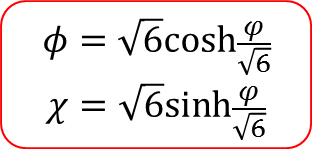 ϕ = √6cosh φ/√6
χ = √6sinh φ/√6